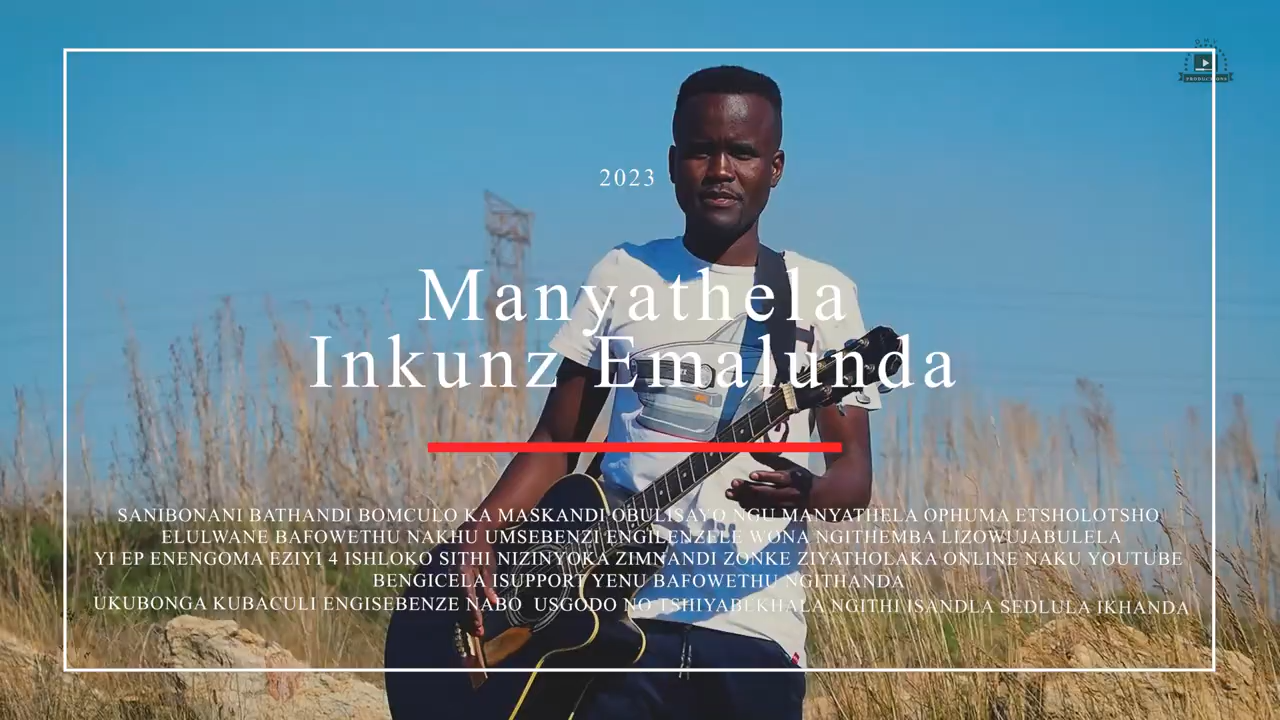 2023
Manyathela
Inkunz Emalunda
SANIBONANI BATHANDI BOMCULO KA MASKANDI OBULISAYO NGU MANYATHELA OPHUMA ETSHOLOTSHO
ELULWANE BAFOWETHU NAKHU UMSEBENZI ENGILENZELE WONA NGITHEMBA LIZOWUJABULELA
YI EP ENENGOMA EZIYI 4 ISHLOKO SITHI NIZINYOKA ZIMNANDI ZONKE ZIYATHOLAKA ONLINE NAKU YOUTUBE
BENGICELA ISUPPORT YENU BAFOWETHU NGITHANDA
UKUBONGA KUBACULI ENGISEBENZE NABO USGODO NO TSHIYABEKHALA NGITHI ISANDLA SEDLULA IKHANDA
PRODUCTIONS